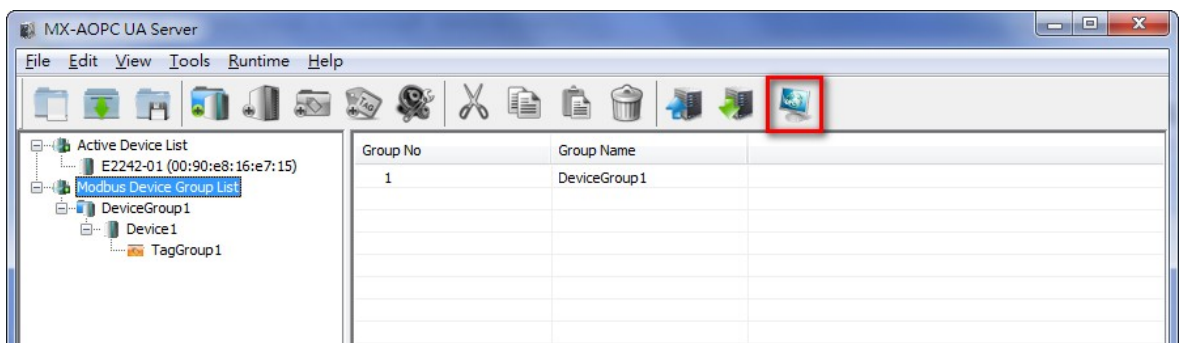 MX-AOPC UA Server
File Edit View Tools Runtime Help
TAG
Active Device List
E2242-01 (00:90:e8:16:e7:15)
Modbus Device Group List
DeviceGroup1
Device1
TagGroup1
Group No Group Name
1 DeviceGroup1